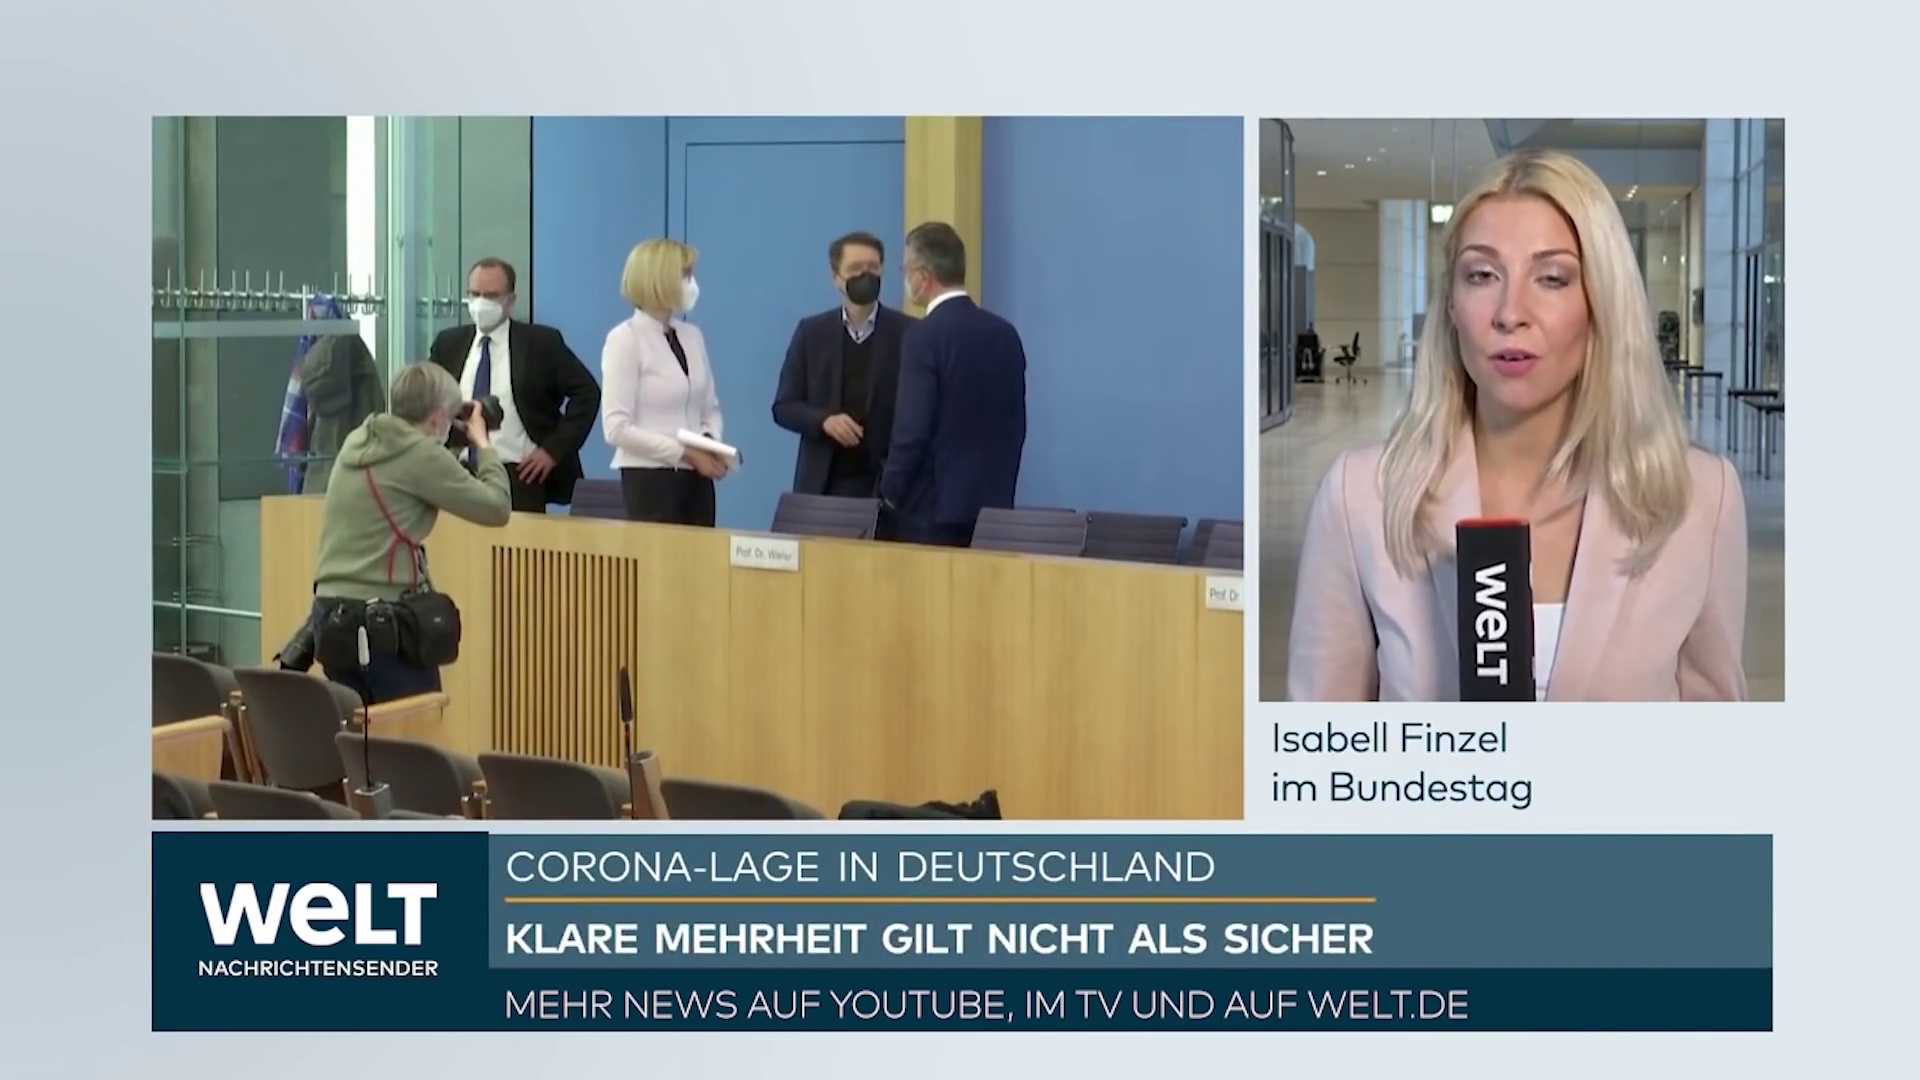 Prof. Dr. Wieler
Prof. Dr.
WELT
Isabell Finzel
im Bundestag
WELT
NACHRICHTENSENDER
CORONA-LAGE IN DEUTSCHLAND
KLARE MEHRHEIT GILT NICHT ALS SICHER
MEHR NEWS AUF YOUTUBE, IM TV UND AUF WELT.DE